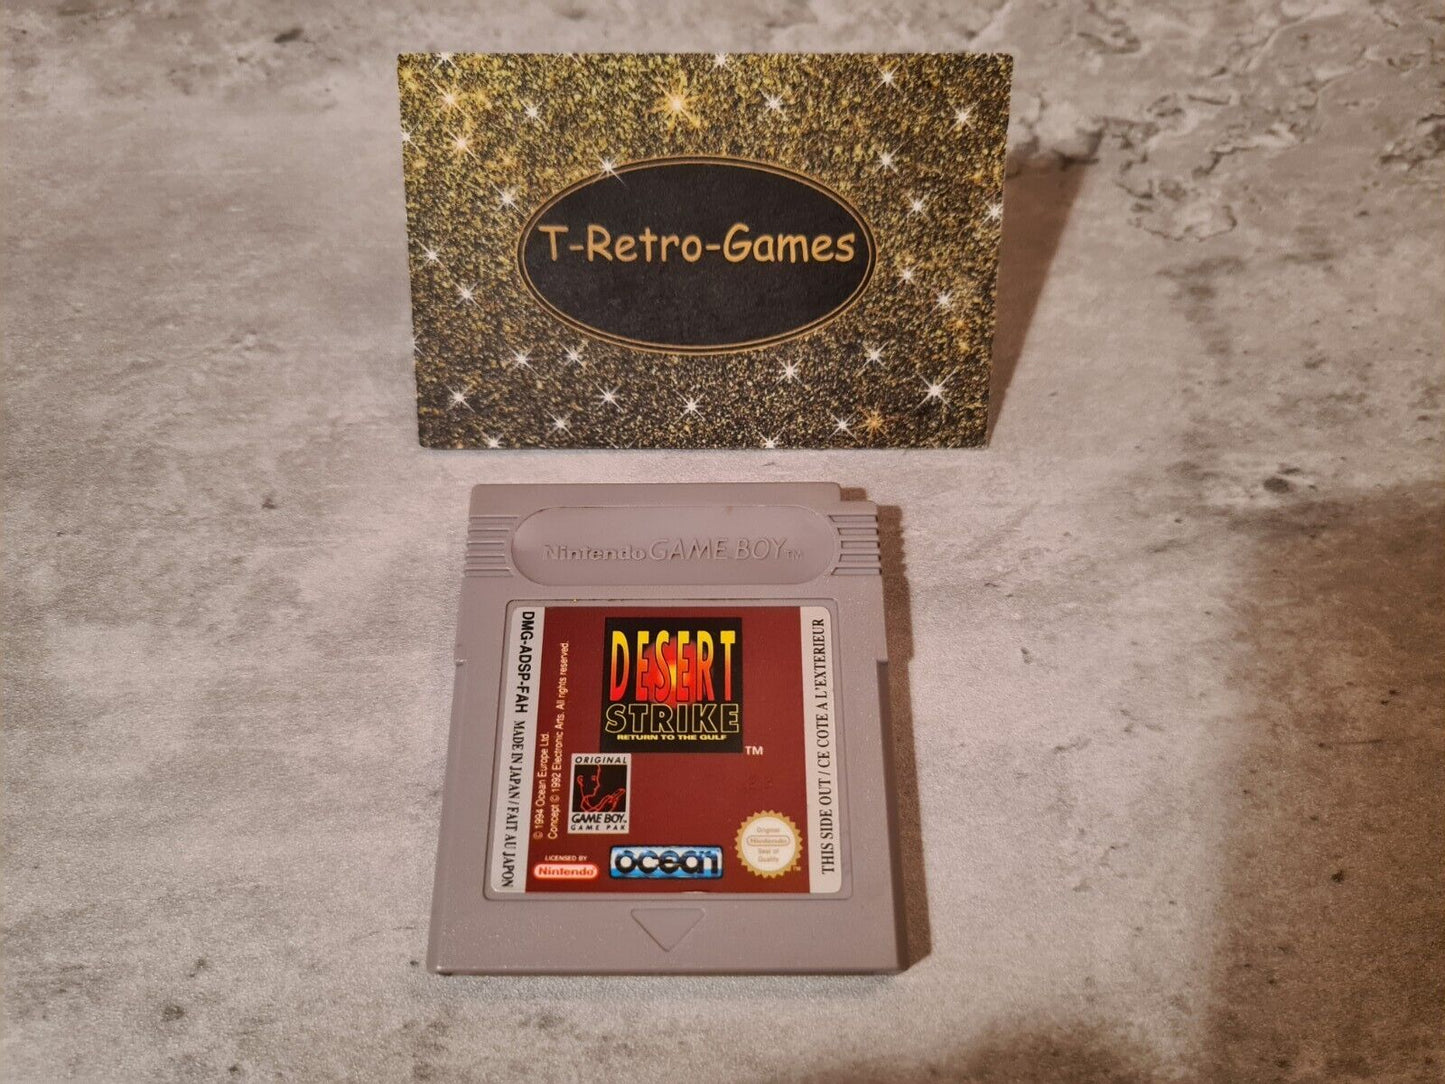 T-Retro-Games
Nintendo GAME BOY TM
DMG-ADSP-FAH MADE IN JAPAN / FAIT AU JAPON
© 1994 Ocean Europe Ltd.
Concept © 1992 Electronic Arts. All rights reserved.
DESERT
STRIKE
RETURN TO THE GULF
TM
ORIGINAL
GAME BOY
GAME PAK
LICENSED BY
Nintendo
ocean
Original
Nintendo
Seal of
Quality
TM
THIS SIDE OUT / CE COTE A L'EXTERIEUR